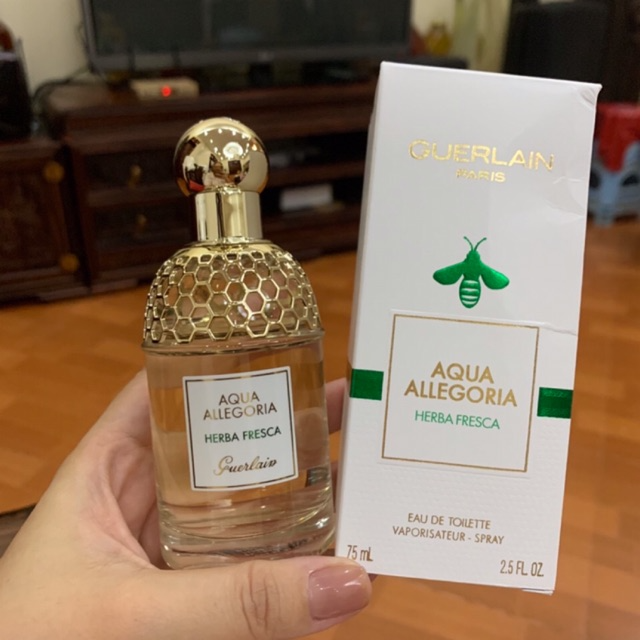 AQUA
ALLEGORIA
HERBA FRESCA
Guerlain
GUERLAIN
PARIS
AQUA
ALLEGORIA
HERBA FRESCA
EAU DE TOILETTE
VAPORISATEUR - SPRAY
75 mL 2.5 FL. OZ.